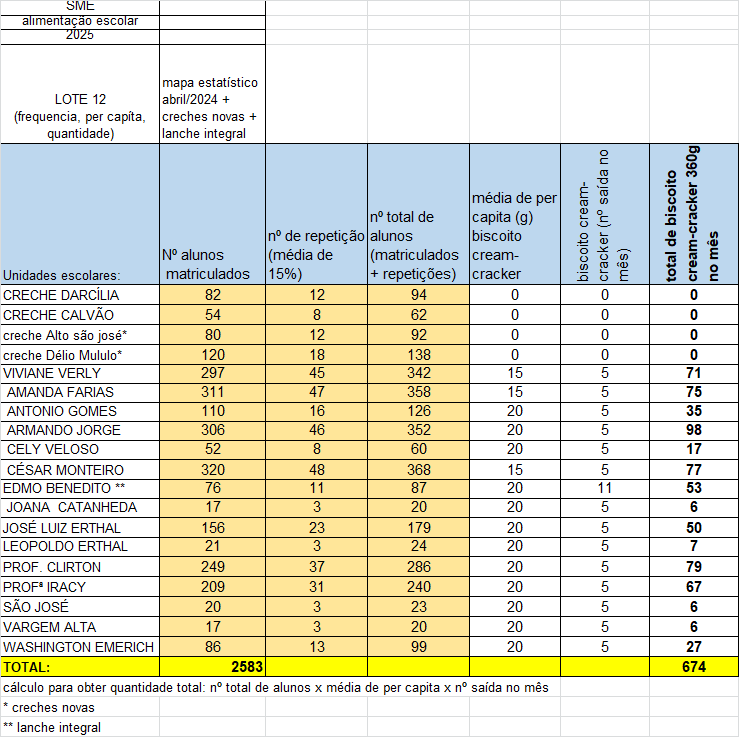 SME
alimentação escolar
2025
LOTE 12
(frequencia, per capíta,
quantidade)
mapa estatístico
abril/2024 +
creches novas +
lanche integral
Unidades escolares:
Nº alunos
matriculados
nº de repetição
(média de
15%)
nº total de
alunos
(matriculados
+ repetições)
média de per
capita (g)
biscoito
cream-
cracker
biscoito cream-
cracker (nº saída no
mês)
total de biscoito
cream-cracker 360g
no mês
CRECHE DARCÍLIA 82 12 94 0 0 0
CRECHE CALVÃO 54 8 62 0 0 0
creche Alto são josé* 80 12 92 0 0 0
creche Délio Mululo* 120 18 138 0 0 0
VIVIANE VERLY 297 45 342 15 5 71
AMANDA FARIAS 311 47 358 15 5 75
ANTONIO GOMES 110 16 126 20 5 35
ARMANDO JORGE 306 46 352 20 5 98
CELY VELOSO 52 8 60 20 5 17
CÉSAR MONTEIRO 320 48 368 15 5 77
EDMO BENEDITO ** 76 11 87 20 11 53
JOANA CATANHEDA 17 3 20 20 5 6
JOSÉ LUIZ ERTHAL 156 23 179 20 5 50
LEOPOLDO ERTHAL 21 3 24 20 5 7
PROF. CLIRTON 249 37 286 20 5 79
PROFª IRACY 209 31 240 20 5 67
SÃO JOSÉ 20 3 23 20 5 6
VARGEM ALTA 17 3 20 20 5 6
WASHINGTON EMERICH 86 13 99 20 5 27
TOTAL: 2583 674
cálculo para obter quantidade total: nº total de alunos x média de per capita x nº saída no mês
* creches novas
** lanche integral